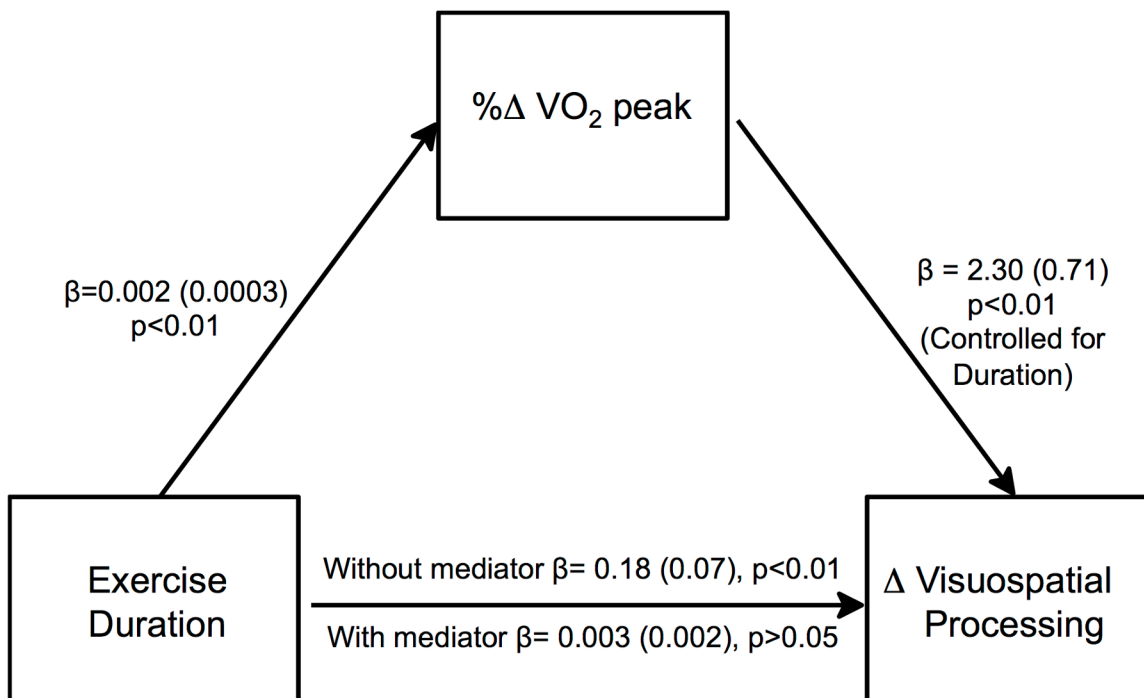 %Δ VO₂ peak
β=0.002 (0.0003)
p<0.01
β = 2.30 (0.71)
p<0.01
(Controlled for
Duration)
Exercise
Duration
Without mediator β= 0.18 (0.07), p<0.01
With mediator β= 0.003 (0.002), p>0.05
Δ Visuospatial
Processing